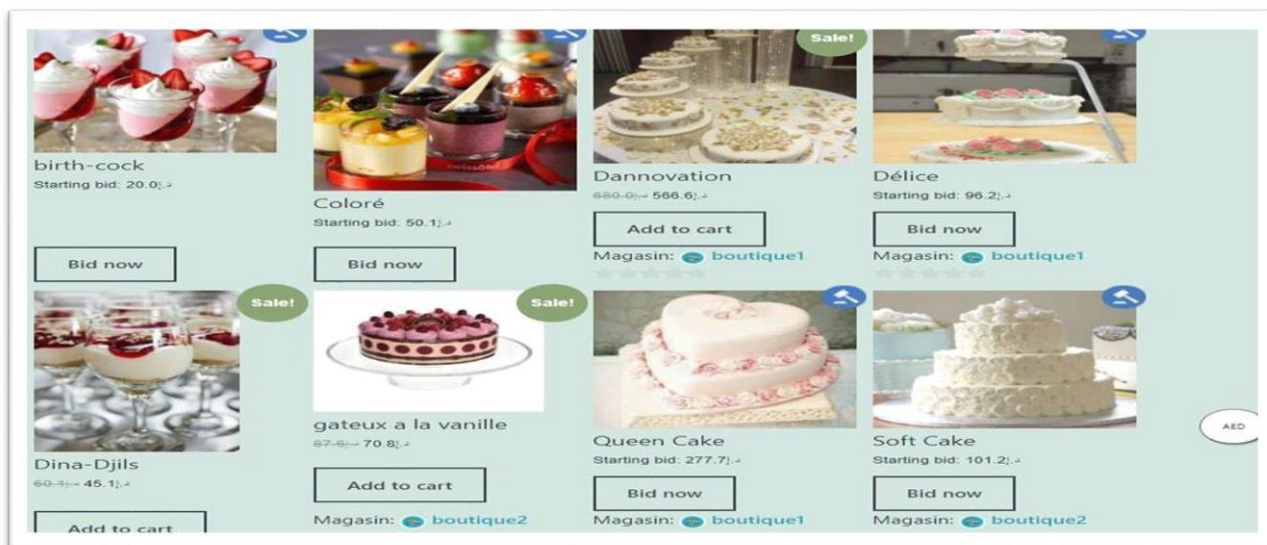 birth-cock
Starting bid: 20.0د.إ
Bid now
Coloré
Starting bid: 50.1د.إ
Bid now
Sale!
Dannovation
680.0د.إ 566.6د.إ
Add to cart
Magasin: boutique1
Délice
Starting bid: 96.2د.إ
Bid now
Magasin: boutique1
Sale!
Dina-Djils
60.1د.إ 45.1د.إ
Add to cart
Sale!
gateux a la vanille
87.6د.إ 70.8د.إ
Add to cart
Magasin: boutique2
Queen Cake
Starting bid: 277.7د.إ
Bid now
Magasin: boutique1
Soft Cake
Starting bid: 101.2د.إ
Bid now
Magasin: boutique2
AED